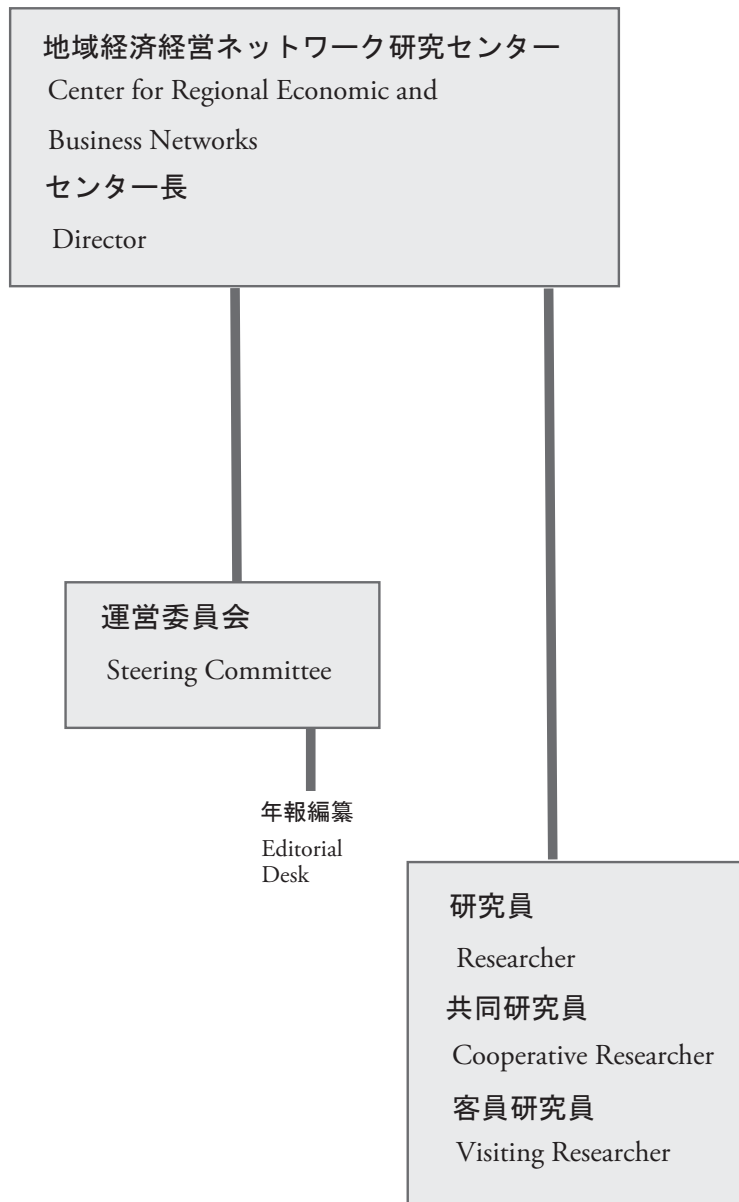 地域経済経営ネットワーク研究センター
Center for Regional Economic and
Business Networks
センター長
Director
運営委員会
Steering Committee
年報編纂
Editorial
Desk
研究員
Researcher
共同研究員
Cooperative Researcher
客員研究員
Visiting Researcher